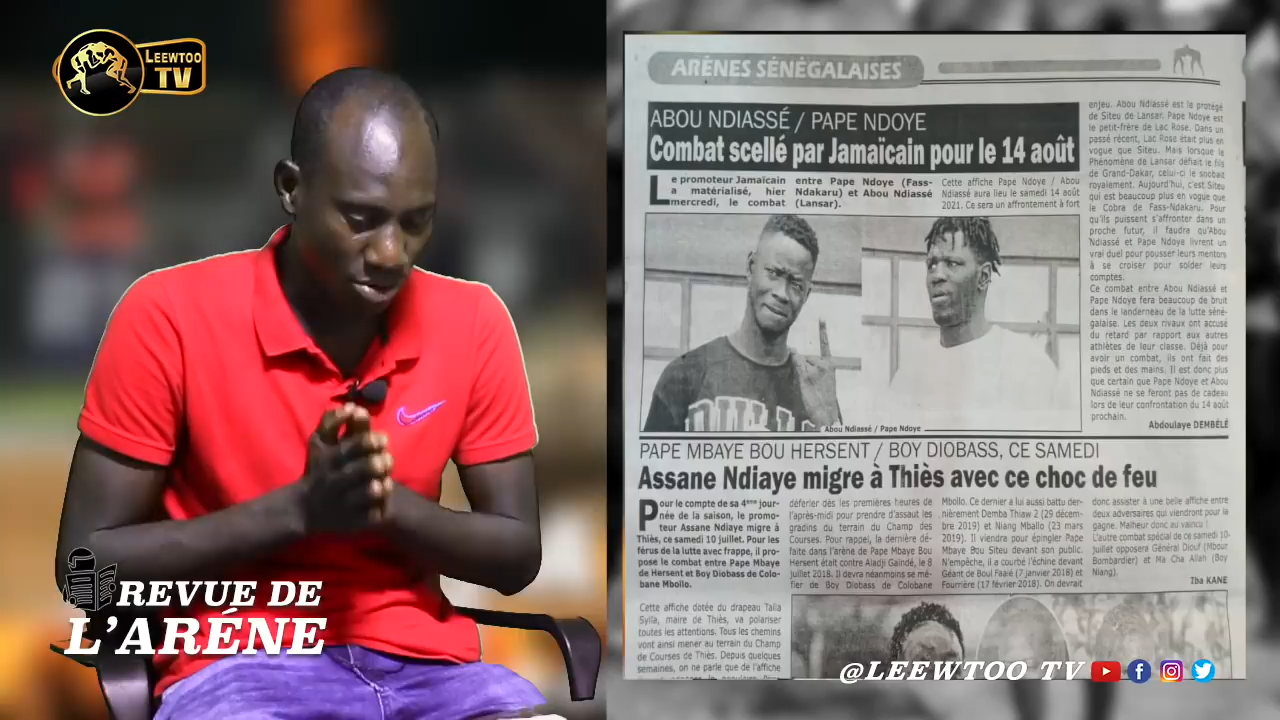 LEEWTOO
TV
REVUE DE
L'ARÉNE
ARÈNES SÉNÉGALAISES
ABOU NDIASSÉ / PAPE NDOYE
Combat scellé par Jamaïcain pour le 14 août
Le promoteur Jamaïcain
a matérialisé, hier
mercredi, le combat
entre Pape Ndoye (Fass-
Ndakaru) et Abou Ndiassé
(Lansar).
Cette affiche Pape Ndoye / Abou
Ndiassé aura lieu le samedi 14 août
2021. Ce sera un affrontement à fort
enjeu. Abou Ndiassé est le protégé
de Siteu de Lansar. Pape Ndoye est
le petit-frère de Lac Rose. Dans un
passé récent, Lac Rose était plus en
vogue que Siteu. Mais lorsque le
Phénomène de Lansar défiait le fils
de Grand-Dakar, celui-ci le snobait
royalement. Aujourd'hui, c'est Siteu
qui est beaucoup plus en vogue que
le Cobra de Fass-Ndakaru. Pour
qu'ils puissent s'affronter dans un
proche futur, il faudra qu'Abou
Ndiassé et Pape Ndoye livrent un
vrai duel pour pousser leurs mentors
à se croiser pour solder leurs
comptes.
Ce combat entre Abou Ndiassé et
Pape Ndoye fera beaucoup de bruit
dans le landerneau de la lutte séné-
galaise. Les deux rivaux ont accusé
du retard par rapport aux autres
athlètes de leur classe. Déjà pour
avoir un combat, ils ont fait des
pieds et des mains. Il est donc plus
que certain que Pape Ndoye et Abou
Ndiassé ne se feront pas de cadeau
lors de leur confrontation du 14 août
prochain.
Abdoulaye DEMBÉLÉ
Abou Ndiassé / Pape Ndoye
PAPE MBAYE BOU HERSENT / BOY DIOBASS, CE SAMEDI
Assane Ndiaye migre à Thiès avec ce choc de feu
Pour le compte de sa 4ème jour-
née de la saison, le promo-
teur Assane Ndiaye migre à
Thiès, ce samedi 10 juillet. Pour les
férus de la lutte avec frappe, il pro-
pose le combat entre Pape Mbaye
de Hersent et Boy Diobass de Colo-
bane Mbollo.
Cette affiche dotée du drapeau Talla
Sylla, maire de Thiès, va polariser
toutes les attentions. Tous les chemins
vont ainsi mener au terrain du Champ
de Courses de Thiès. Depuis quelques
semaines, on ne parle que de l'affiche
déferler dès les premières heures de
l'après-midi pour prendre d'assaut les
gradins du terrain du Champ des
Courses. Pour rappel, la dernière dé-
faite dans l'arène de Pape Mbaye Bou
Hersent était contre Aladji Gaindé, le 8
juillet 2018. Il devra néanmoins se mé-
fier de Boy Diobass de Colobane
Mbollo. Ce dernier a lui aussi battu der-
nièrement Demba Thiaw 2 (29 décem-
bre 2019) et Niang Mballo (23 mars
2019). Il viendra pour épingler Pape
Mbaye Bou Siteu devant son public.
N'empêche, il a courbé l'échine devant
Géant de Boul Faalé (7 janvier 2018) et
Fourrière (17 février 2018). On devrait
donc assister à une belle affiche entre
deux adversaires qui viendront pour la
gagne. Malheur donc au vaincu !
L'autre combat spécial de ce samedi 10-
juillet opposera Général Diouf (Mbour
Bombardier) et Ma Cha Allah (Boy
Niang).
Iba KANE
@LEEWTOO TV